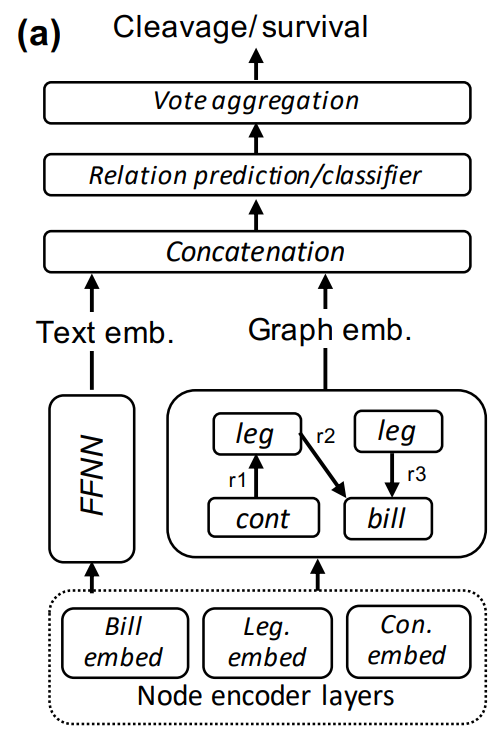 (a)
Cleavage/ survival
Vote aggregation
Relation prediction/classifier
Concatenation
Text emb.
Graph emb.
FFNN
leg
leg
r2
r1
r3
cont
bill
Bill
embed
Leg.
embed
Con.
embed
Node encoder layers